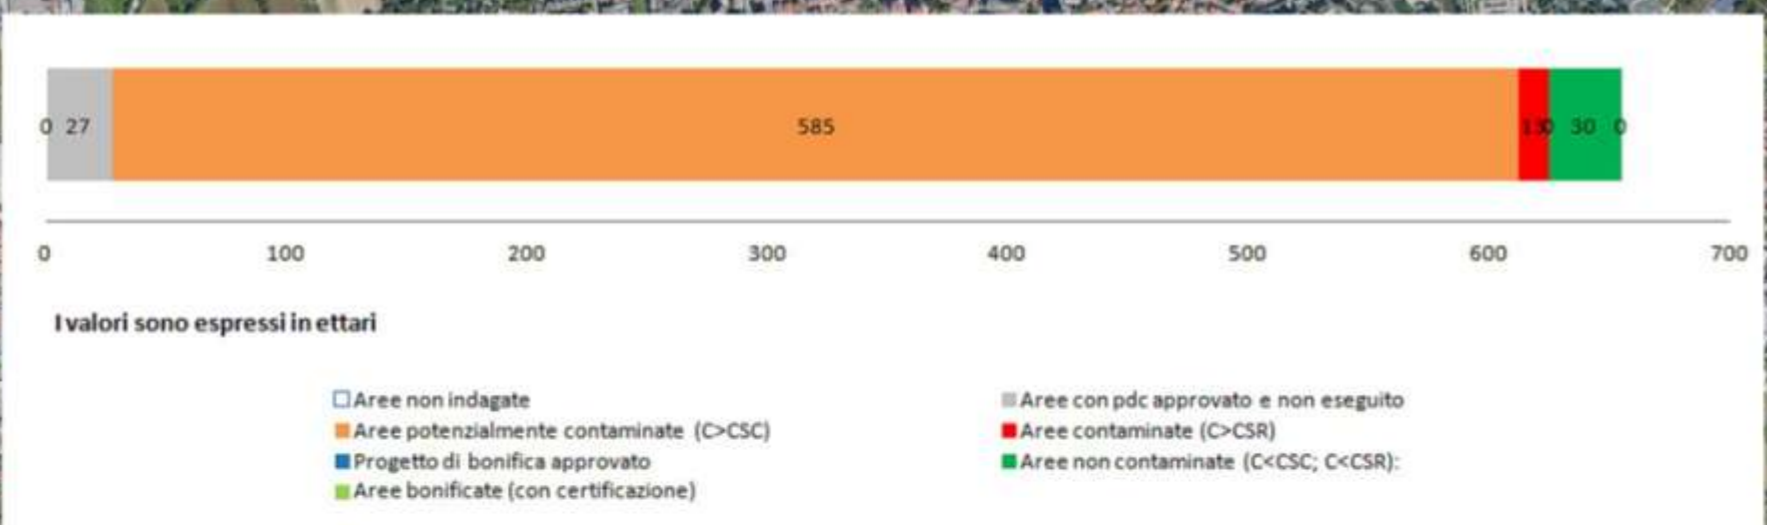 0 27 585 13 0 30 0
0 100 200 300 400 500 600 700
I valori sono espressi in ettari
Aree non indagate
Aree con pdc approvato e non eseguito
Aree potenzialmente contaminate (C>CSC)
Aree contaminate (C>CSR)
Progetto di bonifica approvato
Aree non contaminate (C<CSC; C<CSR):
Aree bonificate (con certificazione)